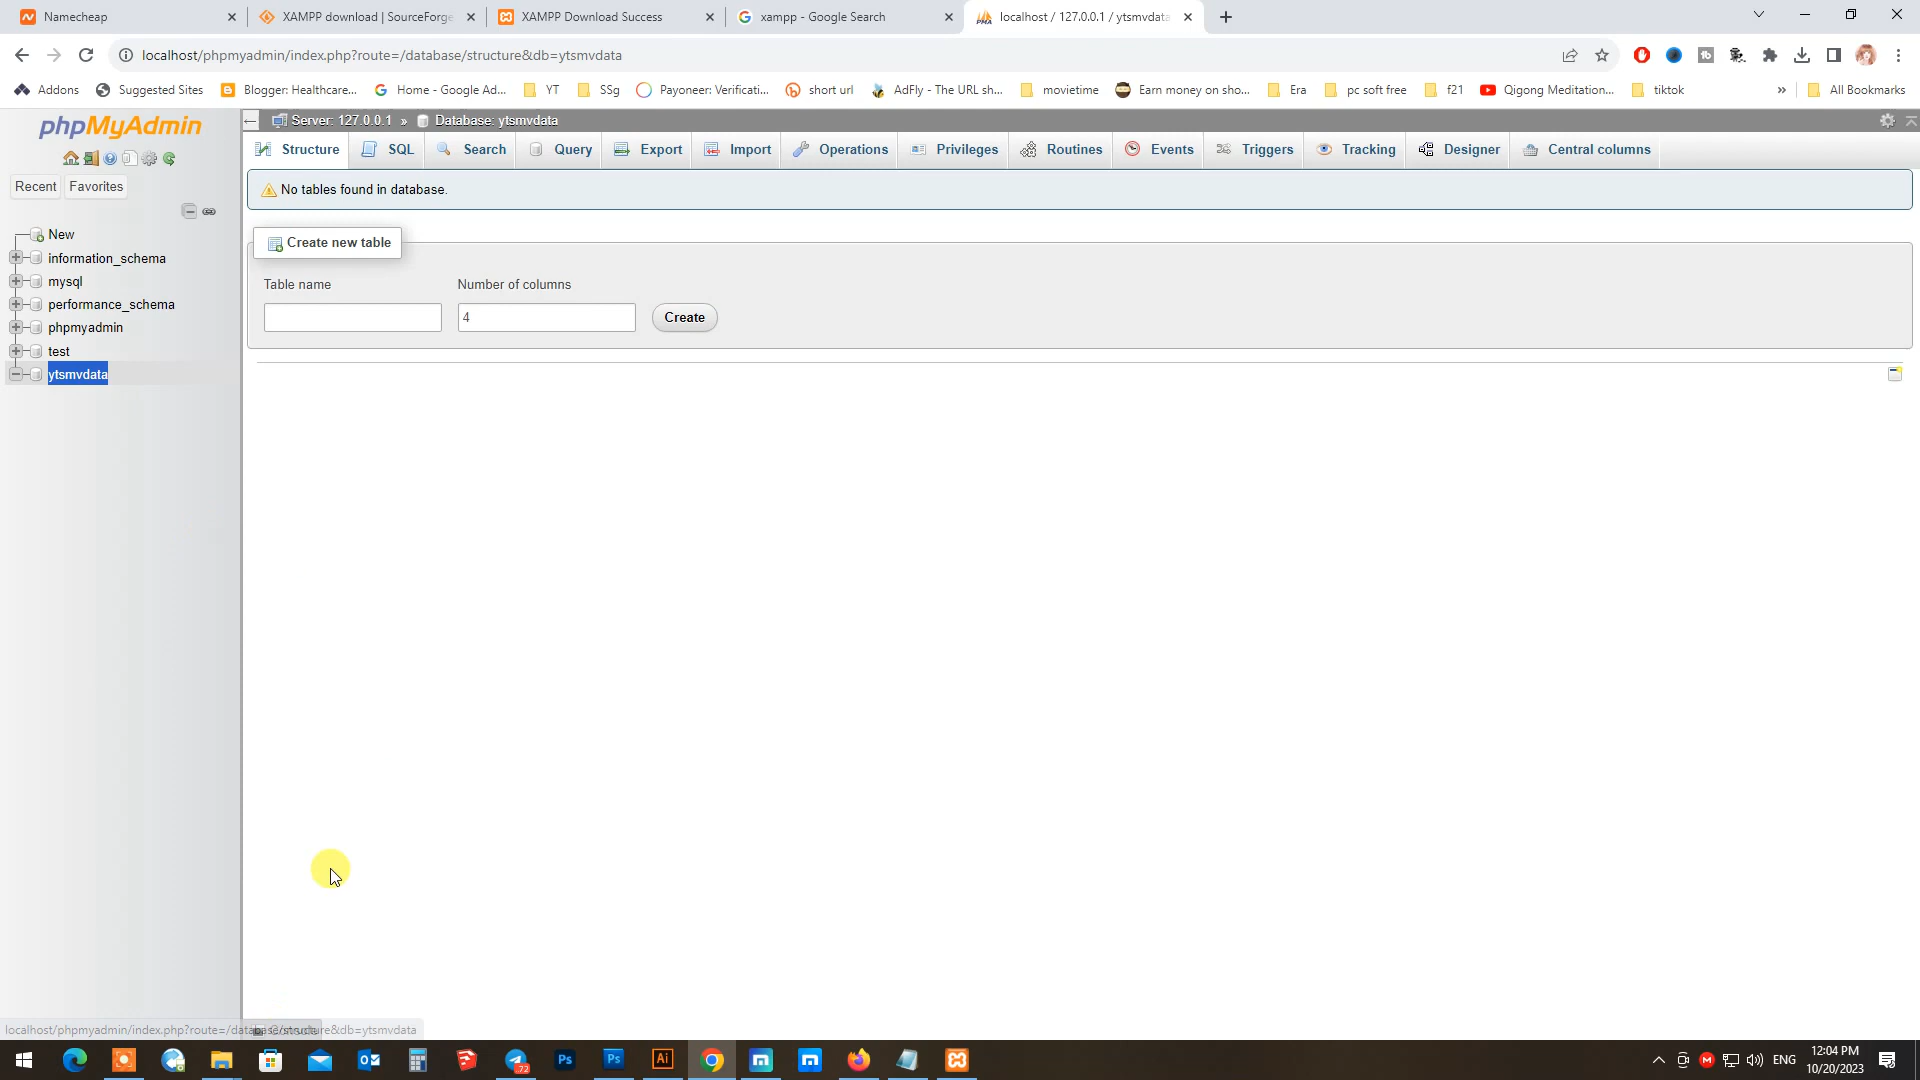 Namecheap
XAMPP download | SourceForge
XAMPP Download Success
xampp - Google Search
localhost / 127.0.0.1 / ytsmvdata
localhost/phpmyadmin/index.php?route=/database/structure&db=ytsmvdata
Addons
Suggested Sites
Blogger: Healthcare...
Home - Google Ad...
YT
SSg
Payoneer: Verificati...
short url
AdFly - The URL sh...
movietime
Earn money on sho...
Era
pc soft free
f21
Qigong Meditation...
tiktok
»
All Bookmarks
phpMyAdmin
Recent
Favorites
New
information_schema
mysql
performance_schema
phpmyadmin
test
ytsmvdata
Server: 127.0.0.1 » Database: ytsmvdata
Structure
SQL
Search
Query
Export
Import
Operations
Privileges
Routines
Events
Triggers
Tracking
Designer
Central columns
No tables found in database.
Create new table
Table name
Number of columns
4
Create
72
Ps
Ps
Ai
ENG
12:04 PM
10/20/2023